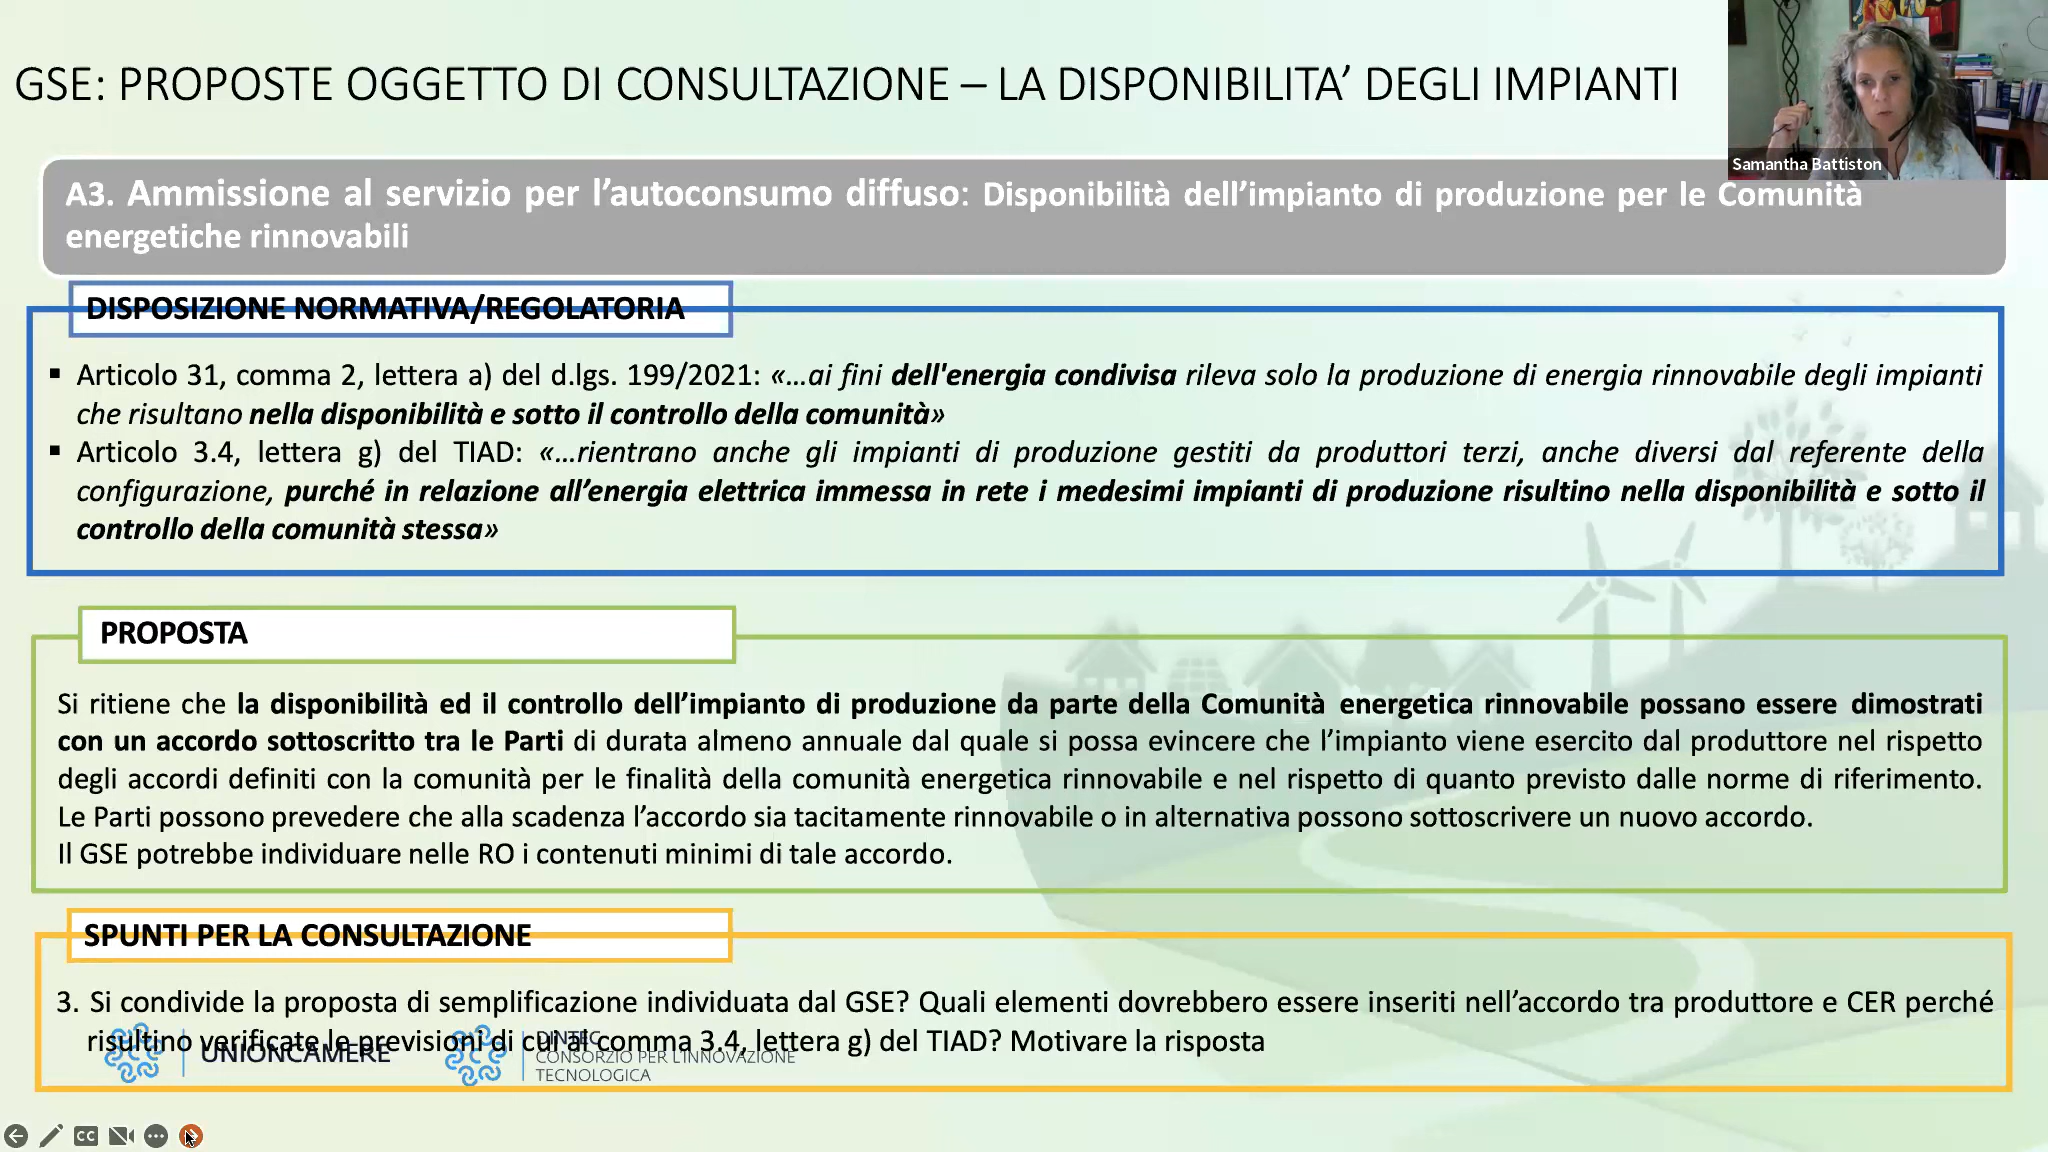 GSE: PROPOSTE OGGETTO DI CONSULTAZIONE – LA DISPONIBILITA’ DEGLI IMPIANTI
Samantha Battiston
A3. Ammissione al servizio per l’autoconsumo diffuso: Disponibilità dell’impianto di produzione per le Comunità
energetiche rinnovabili
DISPOSIZIONE NORMATIVA/REGOLATORIA
▪ Articolo 31, comma 2, lettera a) del d.lgs. 199/2021: «…ai fini dell'energia condivisa rileva solo la produzione di energia rinnovabile degli impianti
che risultano nella disponibilità e sotto il controllo della comunità»
▪ Articolo 3.4, lettera g) del TIAD: «…rientrano anche gli impianti di produzione gestiti da produttori terzi, anche diversi dal referente della
configurazione, purché in relazione all’energia elettrica immessa in rete i medesimi impianti di produzione risultino nella disponibilità e sotto il
controllo della comunità stessa»
PROPOSTA
Si ritiene che la disponibilità ed il controllo dell’impianto di produzione da parte della Comunità energetica rinnovabile possano essere dimostrati
con un accordo sottoscritto tra le Parti di durata almeno annuale dal quale si possa evincere che l’impianto viene esercito dal produttore nel rispetto
degli accordi definiti con la comunità per le finalità della comunità energetica rinnovabile e nel rispetto di quanto previsto dalle norme di riferimento.
Le Parti possono prevedere che alla scadenza l’accordo sia tacitamente rinnovabile o in alternativa possono sottoscrivere un nuovo accordo.
Il GSE potrebbe individuare nelle RO i contenuti minimi di tale accordo.
SPUNTI PER LA CONSULTAZIONE
3. Si condivide la proposta di semplificazione individuata dal GSE? Quali elementi dovrebbero essere inseriti nell’accordo tra produttore e CER perché
risultino verificate le previsioni di cui al comma 3.4, lettera g) del TIAD? Motivare la risposta
UNIONCAMERE
DINTEC
CONSORZIO PER L’INNOVAZIONE
TECNOLOGICA
CC